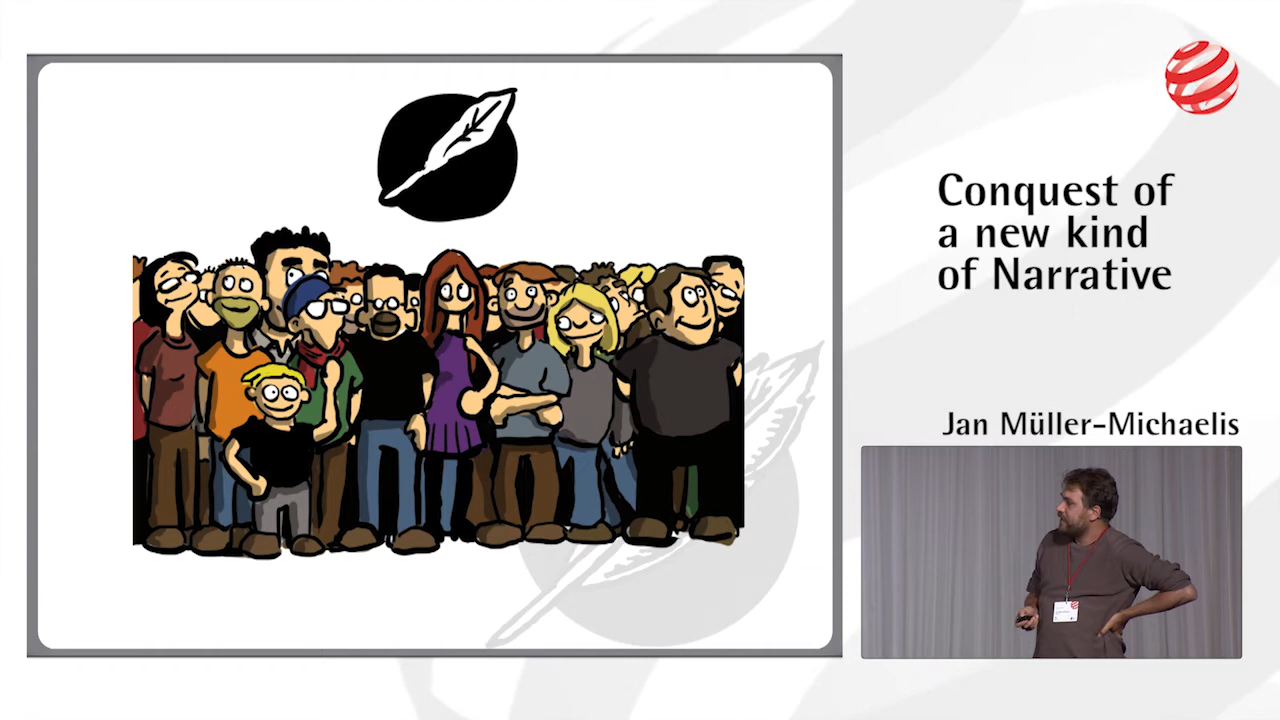 Conquest of
a new kind
of Narrative
Jan Müller-Michaelis